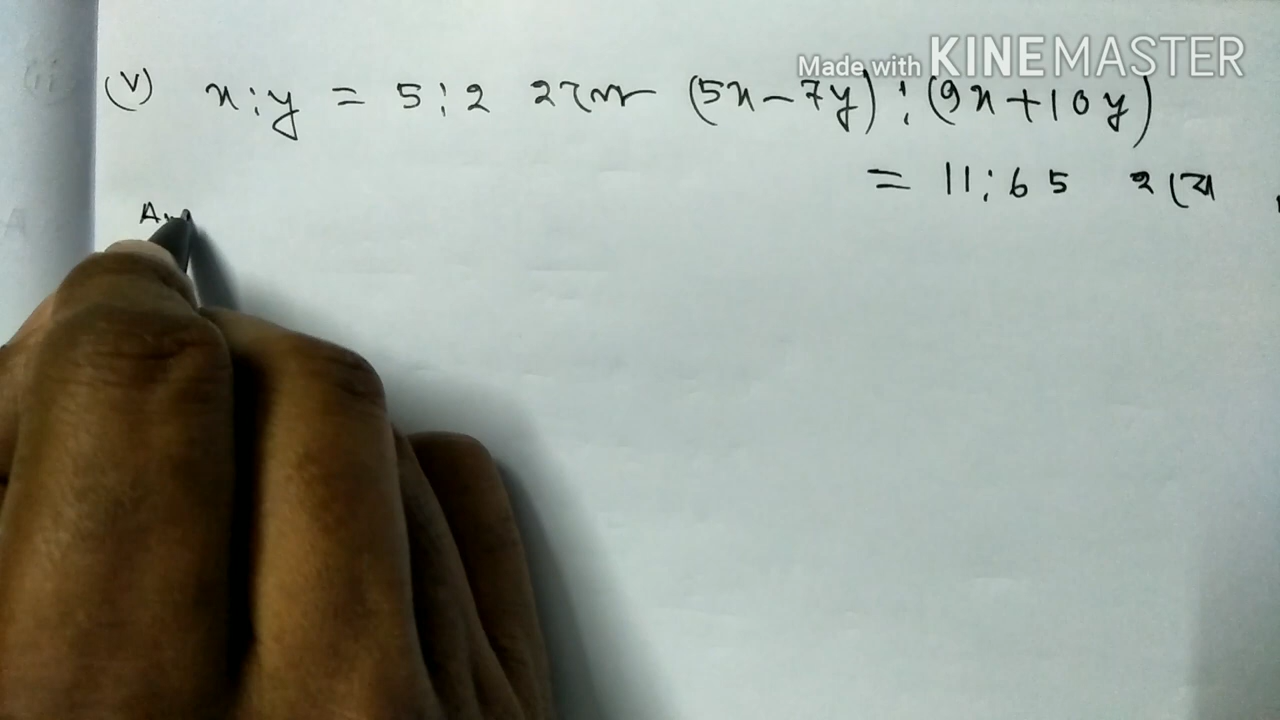 Made with KINEMASTER
(V) x:y = 5:2 হলে (5x-7y):(9x+10y)
= 11:65 হবে